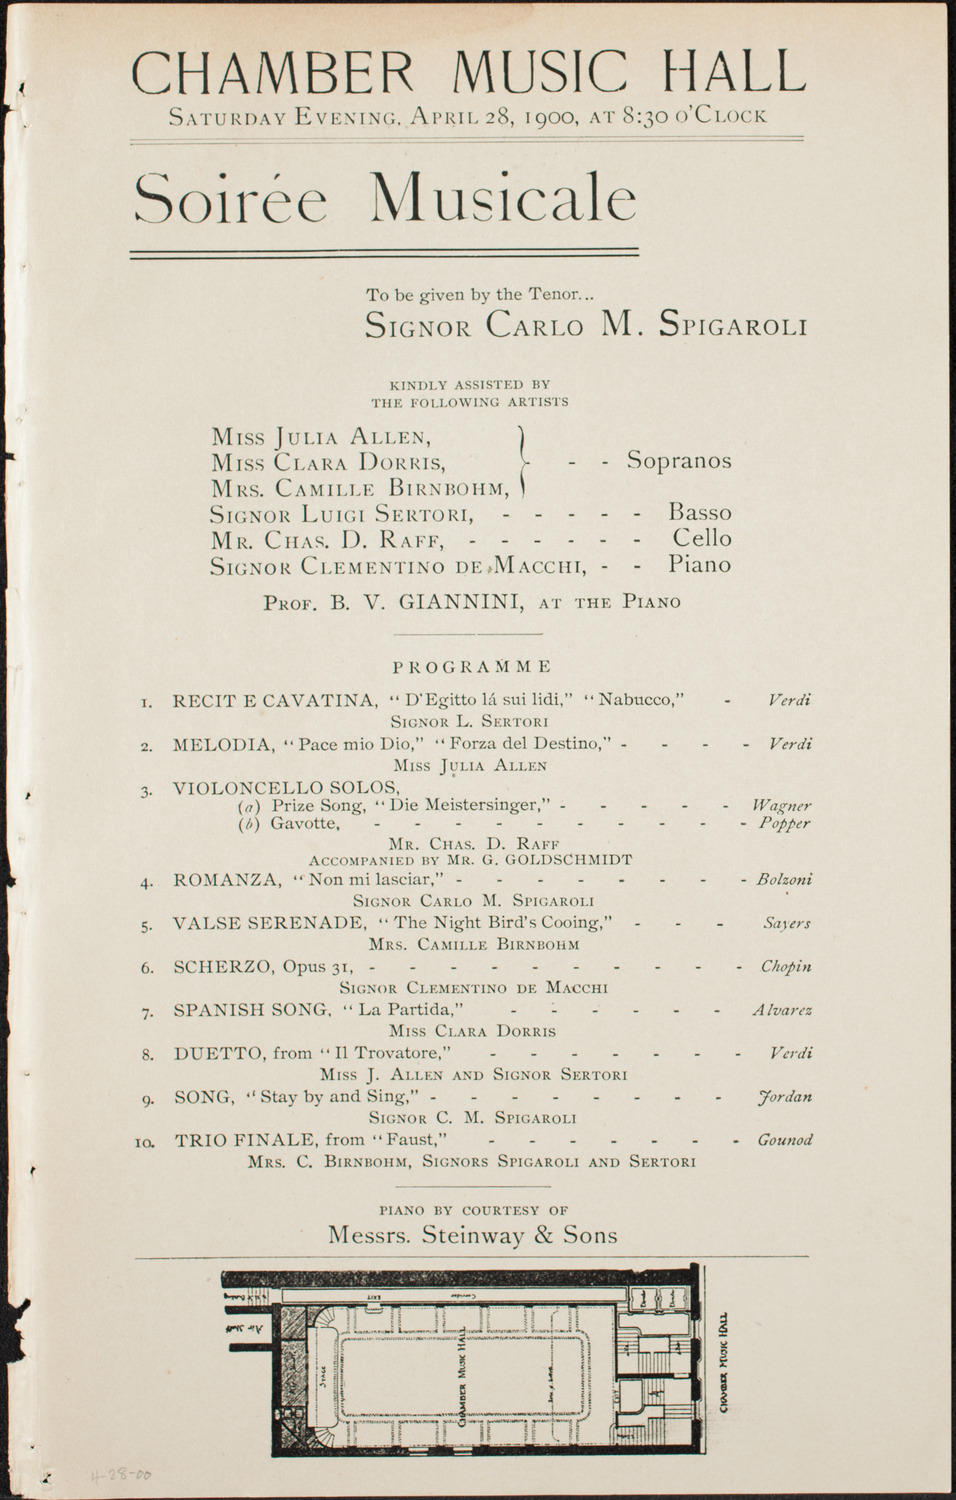 CHAMBER MUSIC HALL
SATURDAY EVENING, APRIL 28, 1900, AT 8:30 O'CLOCK
Soirée Musicale
To be given by the Tenor...
SIGNOR CARLO M. SPIGAROLI
KINDLY ASSISTED BY
THE FOLLOWING ARTISTS
MISS JULIA ALLEN,
MISS CLARA DORRIS, } - - Sopranos
MRS. CAMILLE BIRNBOHM,
SIGNOR LUIGI SERTORI, - - - - - Basso
MR. CHAS. D. RAFF, - - - - - - Cello
SIGNOR CLEMENTINO DE MACCHI, - - Piano
PROF. B. V. GIANNINI, AT THE PIANO
PROGRAMME
1. RECIT E CAVATINA, "D'Egitto lá sui lidi," "Nabucco," - Verdi
SIGNOR L. SERTORI
2. MELODIA, "Pace mio Dio," "Forza del Destino," - - - - Verdi
MISS JULIA ALLEN
3. VIOLONCELLO SOLOS,
(a) Prize Song, "Die Meistersinger," - - - - - Wagner
(b) Gavotte, - - - - - - - - - - Popper
MR. CHAS. D. RAFF
ACCOMPANIED BY MR. G. GOLDSCHMIDT
4. ROMANZA, "Non mi lasciar," - - - - - - - - Bolzoni
SIGNOR CARLO M. SPIGAROLI
5. VALSE SERENADE, "The Night Bird's Cooing," - - - Sayers
MRS. CAMILLE BIRNBOHM
6. SCHERZO, Opus 31, - - - - - - - - - - Chopin
SIGNOR CLEMENTINO DE MACCHI
7. SPANISH SONG, "La Partida," - - - - - - Alvarez
MISS CLARA DORRIS
8. DUETTO, from "Il Trovatore," - - - - - - - Verdi
MISS J. ALLEN AND SIGNOR SERTORI
9. SONG, "Stay by and Sing," - - - - - - - - Jordan
SIGNOR C. M. SPIGAROLI
10. TRIO FINALE, from "Faust," - - - - - - - Gounod
MRS. C. BIRNBOHM, SIGNORS SPIGAROLI AND SERTORI
PIANO BY COURTESY OF
Messrs. Steinway & Sons
EXIT
Corridor
Air Shaft
STAGE
CHAMBER MUSIC HALL
CHAMBER MUSIC HALL
4-28-00